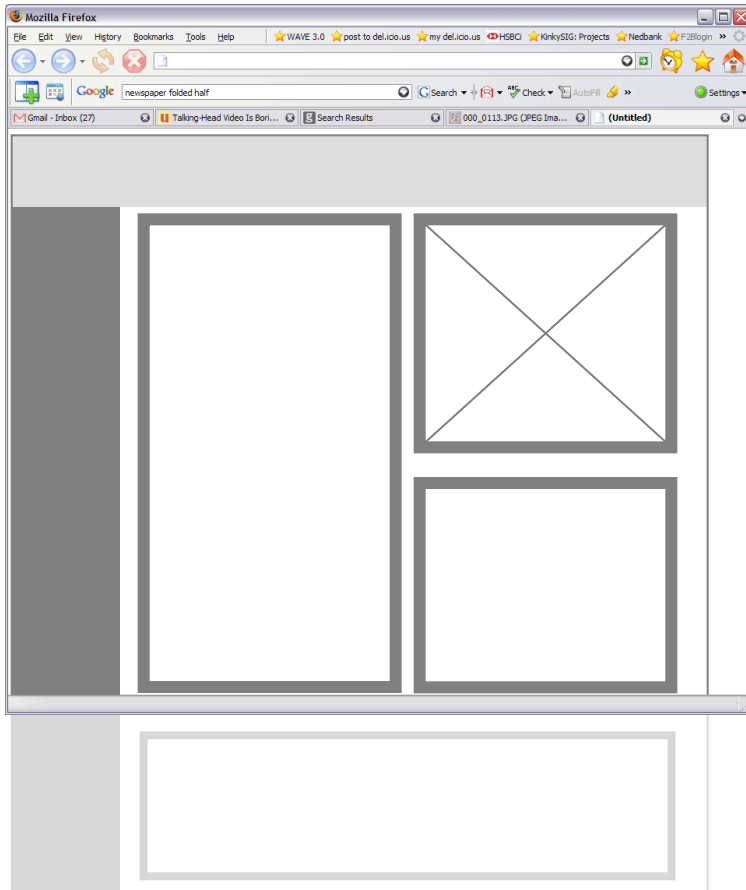 Mozilla Firefox
File Edit View History Bookmarks Tools Help WAVE 3.0 post to del.icio.us my del.icio.us HSBC KinkySIG: Projects Nedbank F2Blogin »
Google newspaper folded half Search Check AutoFill » Settings
Gmail - Inbox (27) Talking-Head Video Is Bori... Search Results 000_0113.JPG (JPEG Ima... (Untitled)